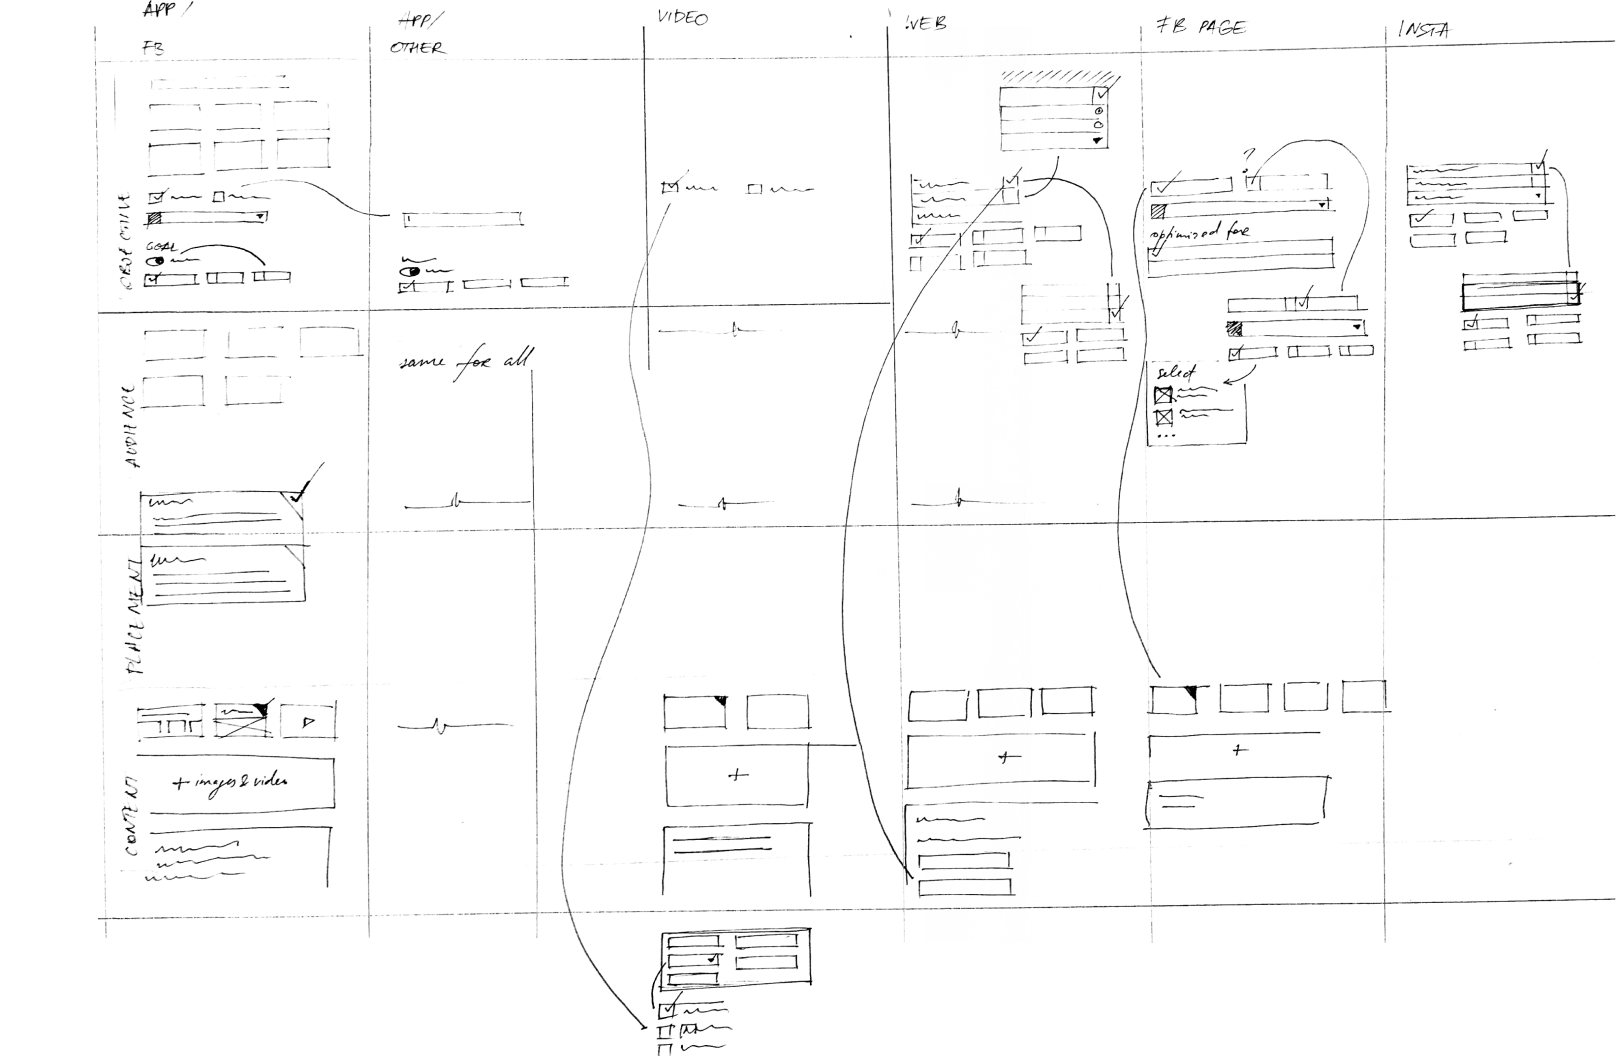 APP/
FB
APP/
OTHER
VIDEO
WEB
FB PAGE
INSTA
OBJECTIVE
GOAL
?
optimized for
AUDIENCE
same for all
select
...
PLACEMENT
CONTENT
+ images & video
+
+
+